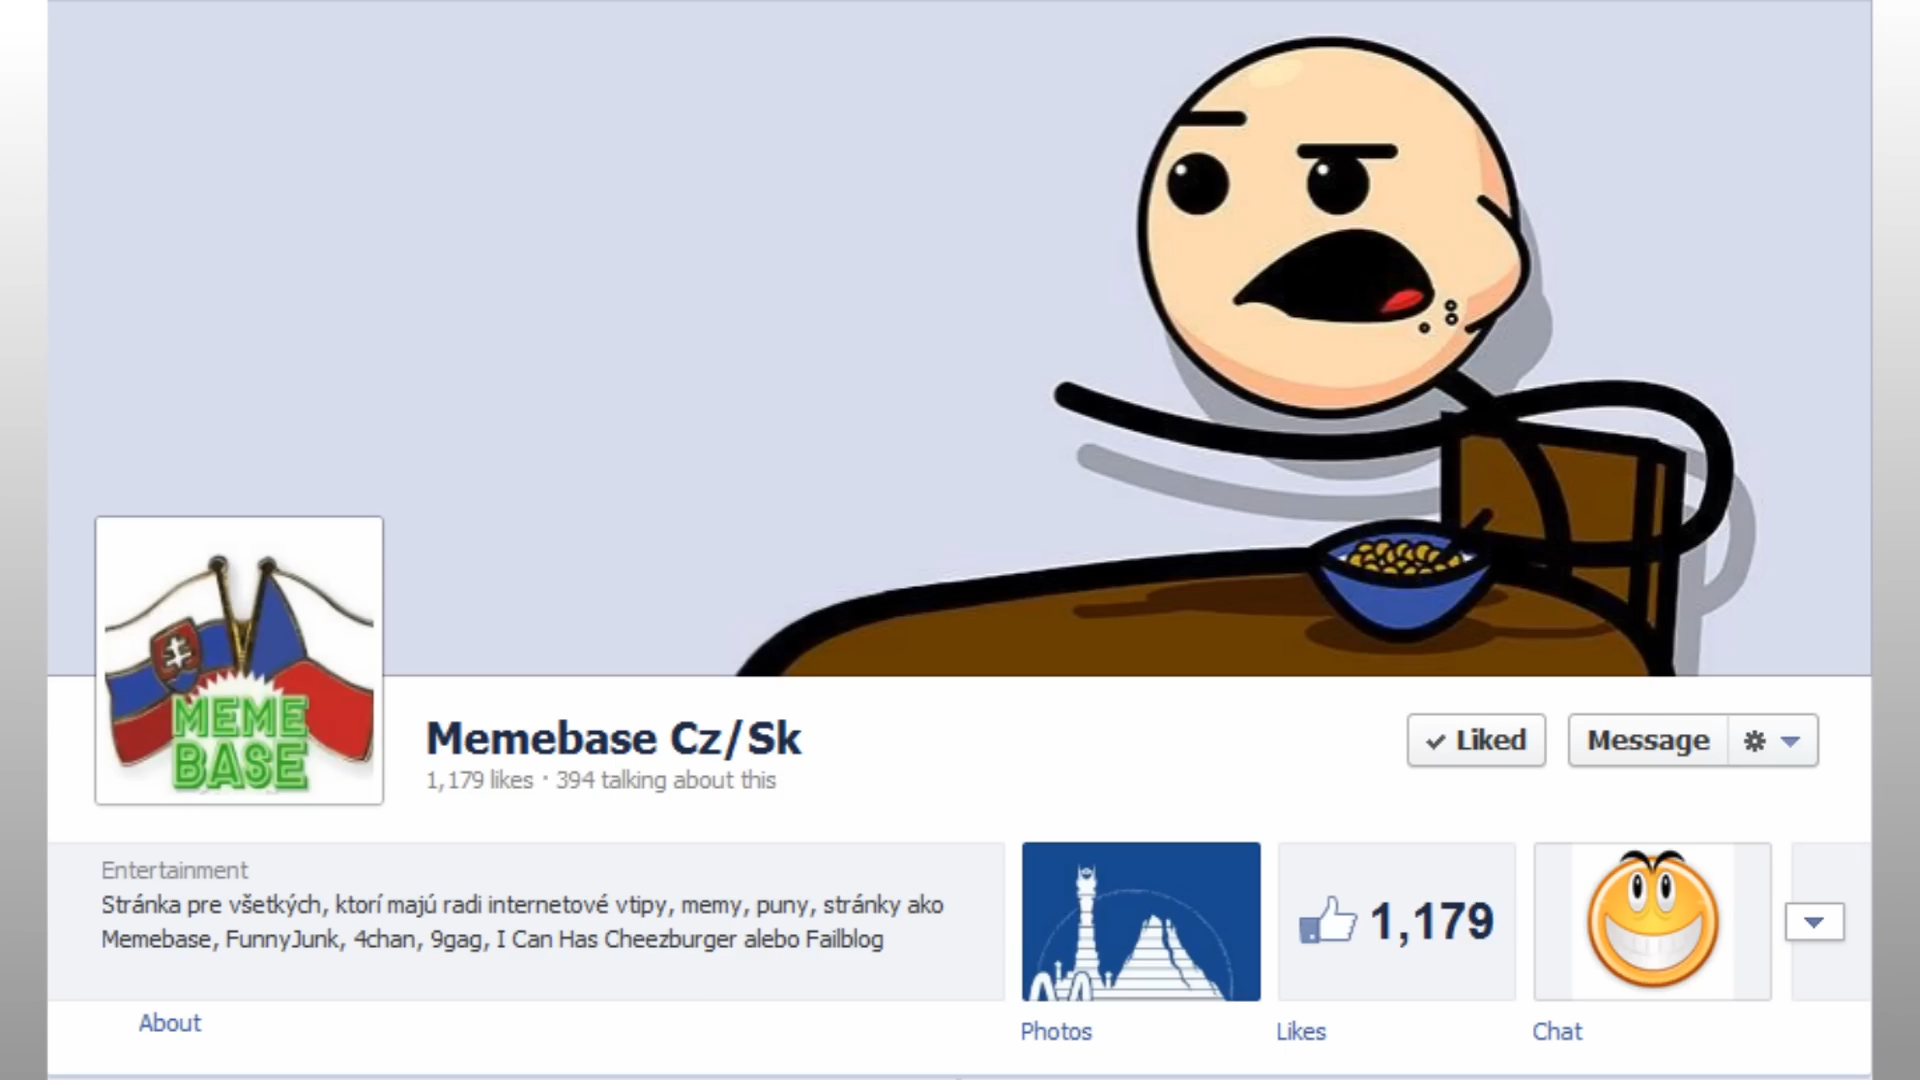 MEME
BASE
Memebase Cz/Sk
1,179 likes · 394 talking about this
Liked
Message
Entertainment
Stránka pre všetkých, ktorí majú radi internetové vtipy, memy, puny, stránky ako
Memebase, FunnyJunk, 4chan, 9gag, I Can Has Cheezburger alebo Failblog
1,179
About
Photos
Likes
Chat